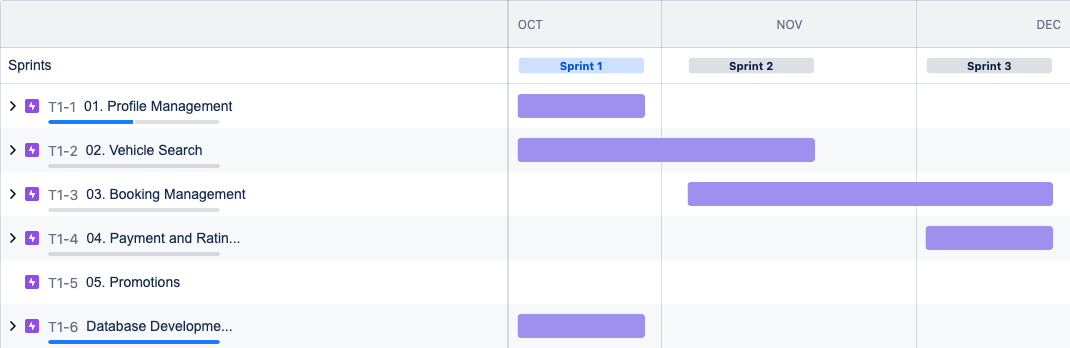 OCT NOV DEC
Sprints Sprint 1 Sprint 2 Sprint 3
T1-1 01. Profile Management
T1-2 02. Vehicle Search
T1-3 03. Booking Management
T1-4 04. Payment and Ratin...
T1-5 05. Promotions
T1-6 Database Developme...